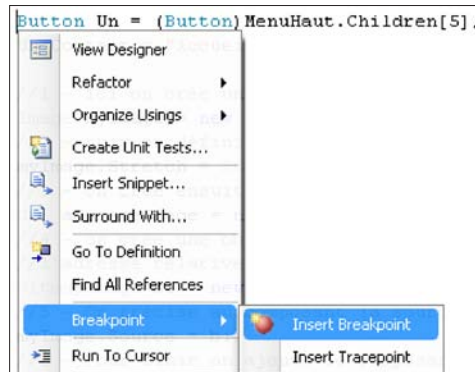 Button Un = (Button)MenuHaut.Children[5]
View Designer
Refactor
Organize Usings
Create Unit Tests...
Insert Snippet...
Surround With...
Go To Definition
Find All References
Breakpoint
Insert Breakpoint
Run To Cursor
Insert Tracepoint